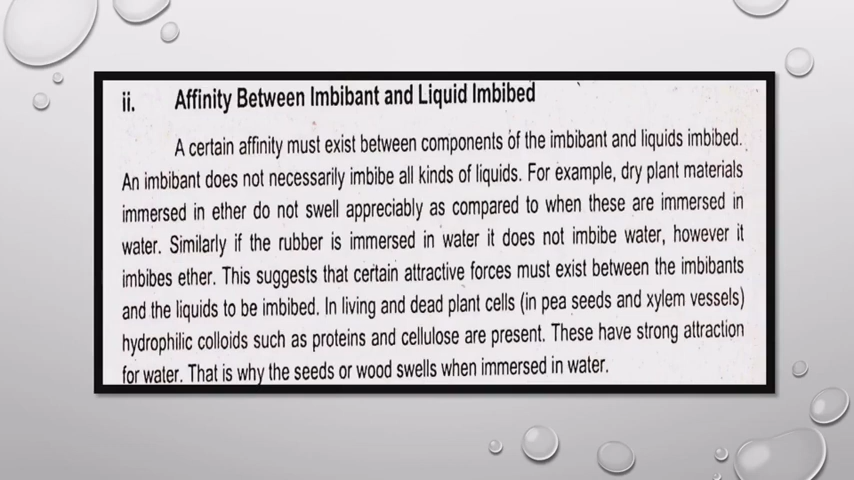 ii. Affinity Between Imbibant and Liquid Imbibed
A certain affinity must exist between components of the imbibant and liquids imbibed.
An imbibant does not necessarily imbibe all kinds of liquids. For example, dry plant materials
immersed in ether do not swell appreciably as compared to when these are immersed in
water. Similarly if the rubber is immersed in water it does not imbibe water, however it
imbibes ether. This suggests that certain attractive forces must exist between the imbibants
and the liquids to be imbibed. In living and dead plant cells (in pea seeds and xylem vessels)
hydrophilic colloids such as proteins and cellulose are present. These have strong attraction
for water. That is why the seeds or wood swells when immersed in water.